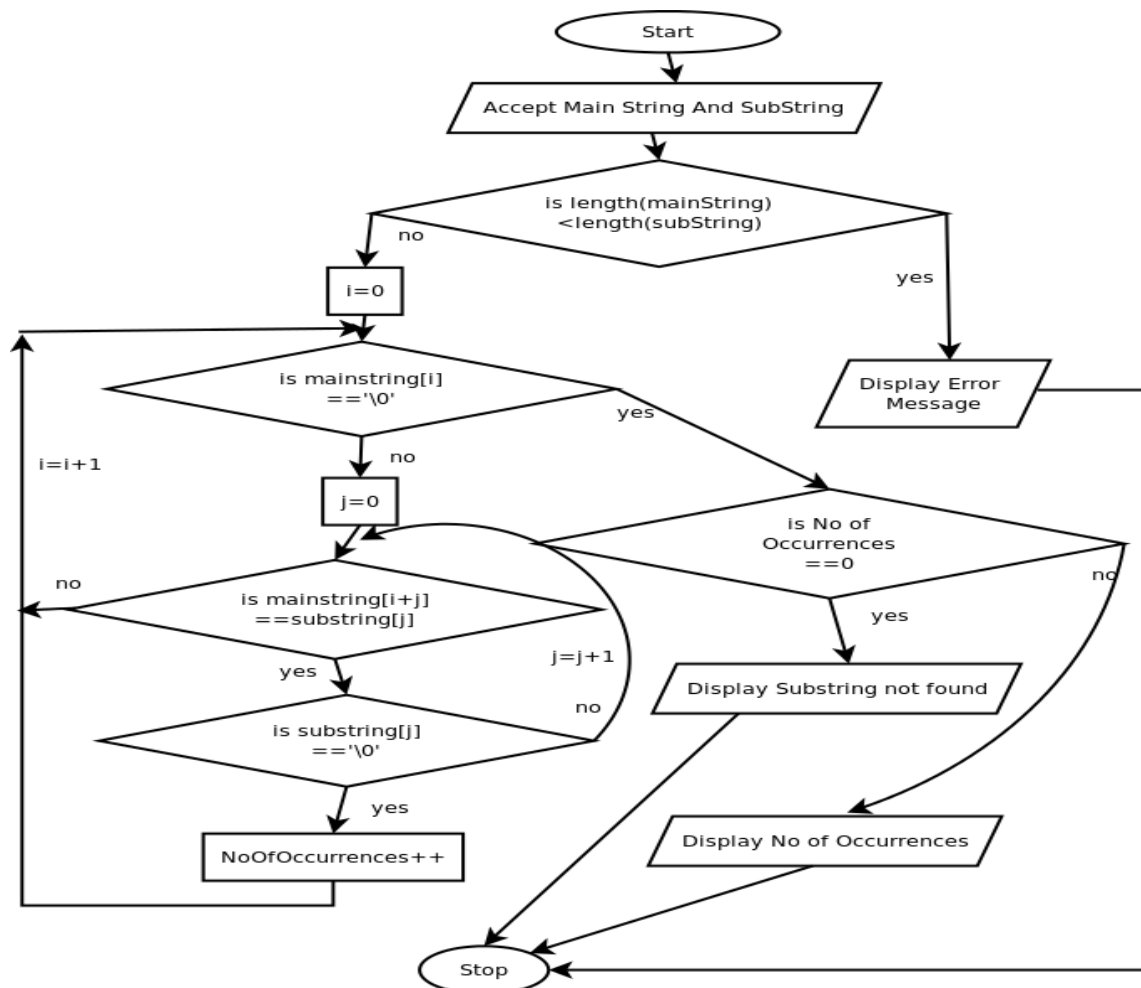 Start
Accept Main String And SubString
is length(mainString)
<length(subString)
no
yes
i=0
is mainstring[i]
=='\0'
yes
Display Error
Message
no
i=i+1
j=0
is No of
Occurrences
==0
no
yes
no
is mainstring[i+j]
==substring[j]
yes
j=j+1
Display Substring not found
no
is substring[j]
=='\0'
yes
NoOfOccurrences++
Display No of Occurrences
Stop